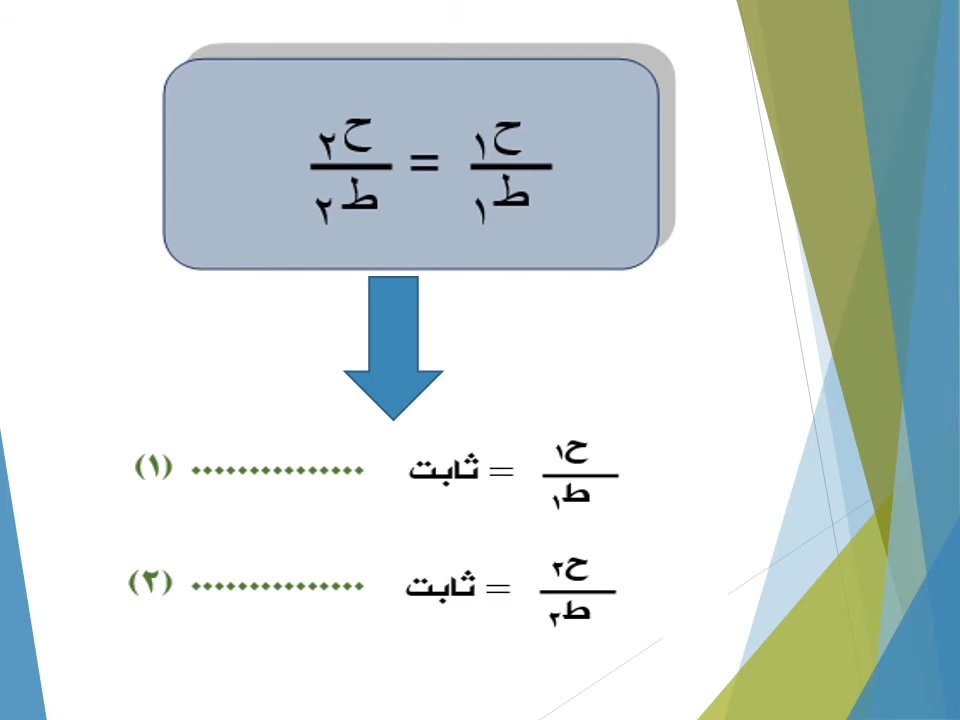 ح١ / ط١ = ح٢ / ط٢
ح١ / ط١ = ثابت ............... (١)
ح٢ / ط٢ = ثابت ............... (٢)